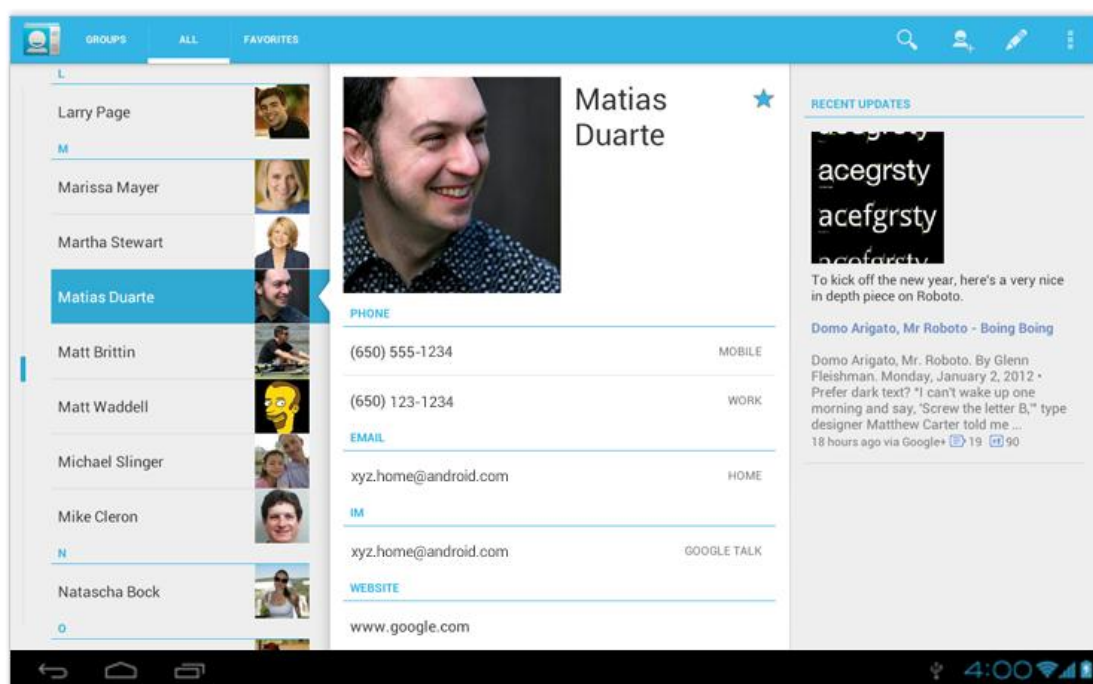 GROUPS
ALL
FAVORITES
L
Larry Page
M
Marissa Mayer
Martha Stewart
Matias Duarte
Matt Brittin
Matt Waddell
Michael Slinger
Mike Cleron
N
Natascha Bock
O
Matias
Duarte
PHONE
(650) 555-1234 MOBILE
(650) 123-1234 WORK
EMAIL
xyz.home@android.com HOME
IM
xyz.home@android.com GOOGLE TALK
WEBSITE
www.google.com
RECENT UPDATES
acegrsty
acegrsty
acefgrsty
acefgrsty
To kick off the new year, here's a very nice
in depth piece on Roboto.
Domo Arigato, Mr Roboto - Boing Boing
Domo Arigato, Mr. Roboto. By Glenn
Fleishman. Monday, January 2, 2012 •
Prefer dark text? "I can't wake up one
morning and say, 'Screw the letter B,'" type
designer Matthew Carter told me ...
18 hours ago via Google+ 19 +1 90
4:00